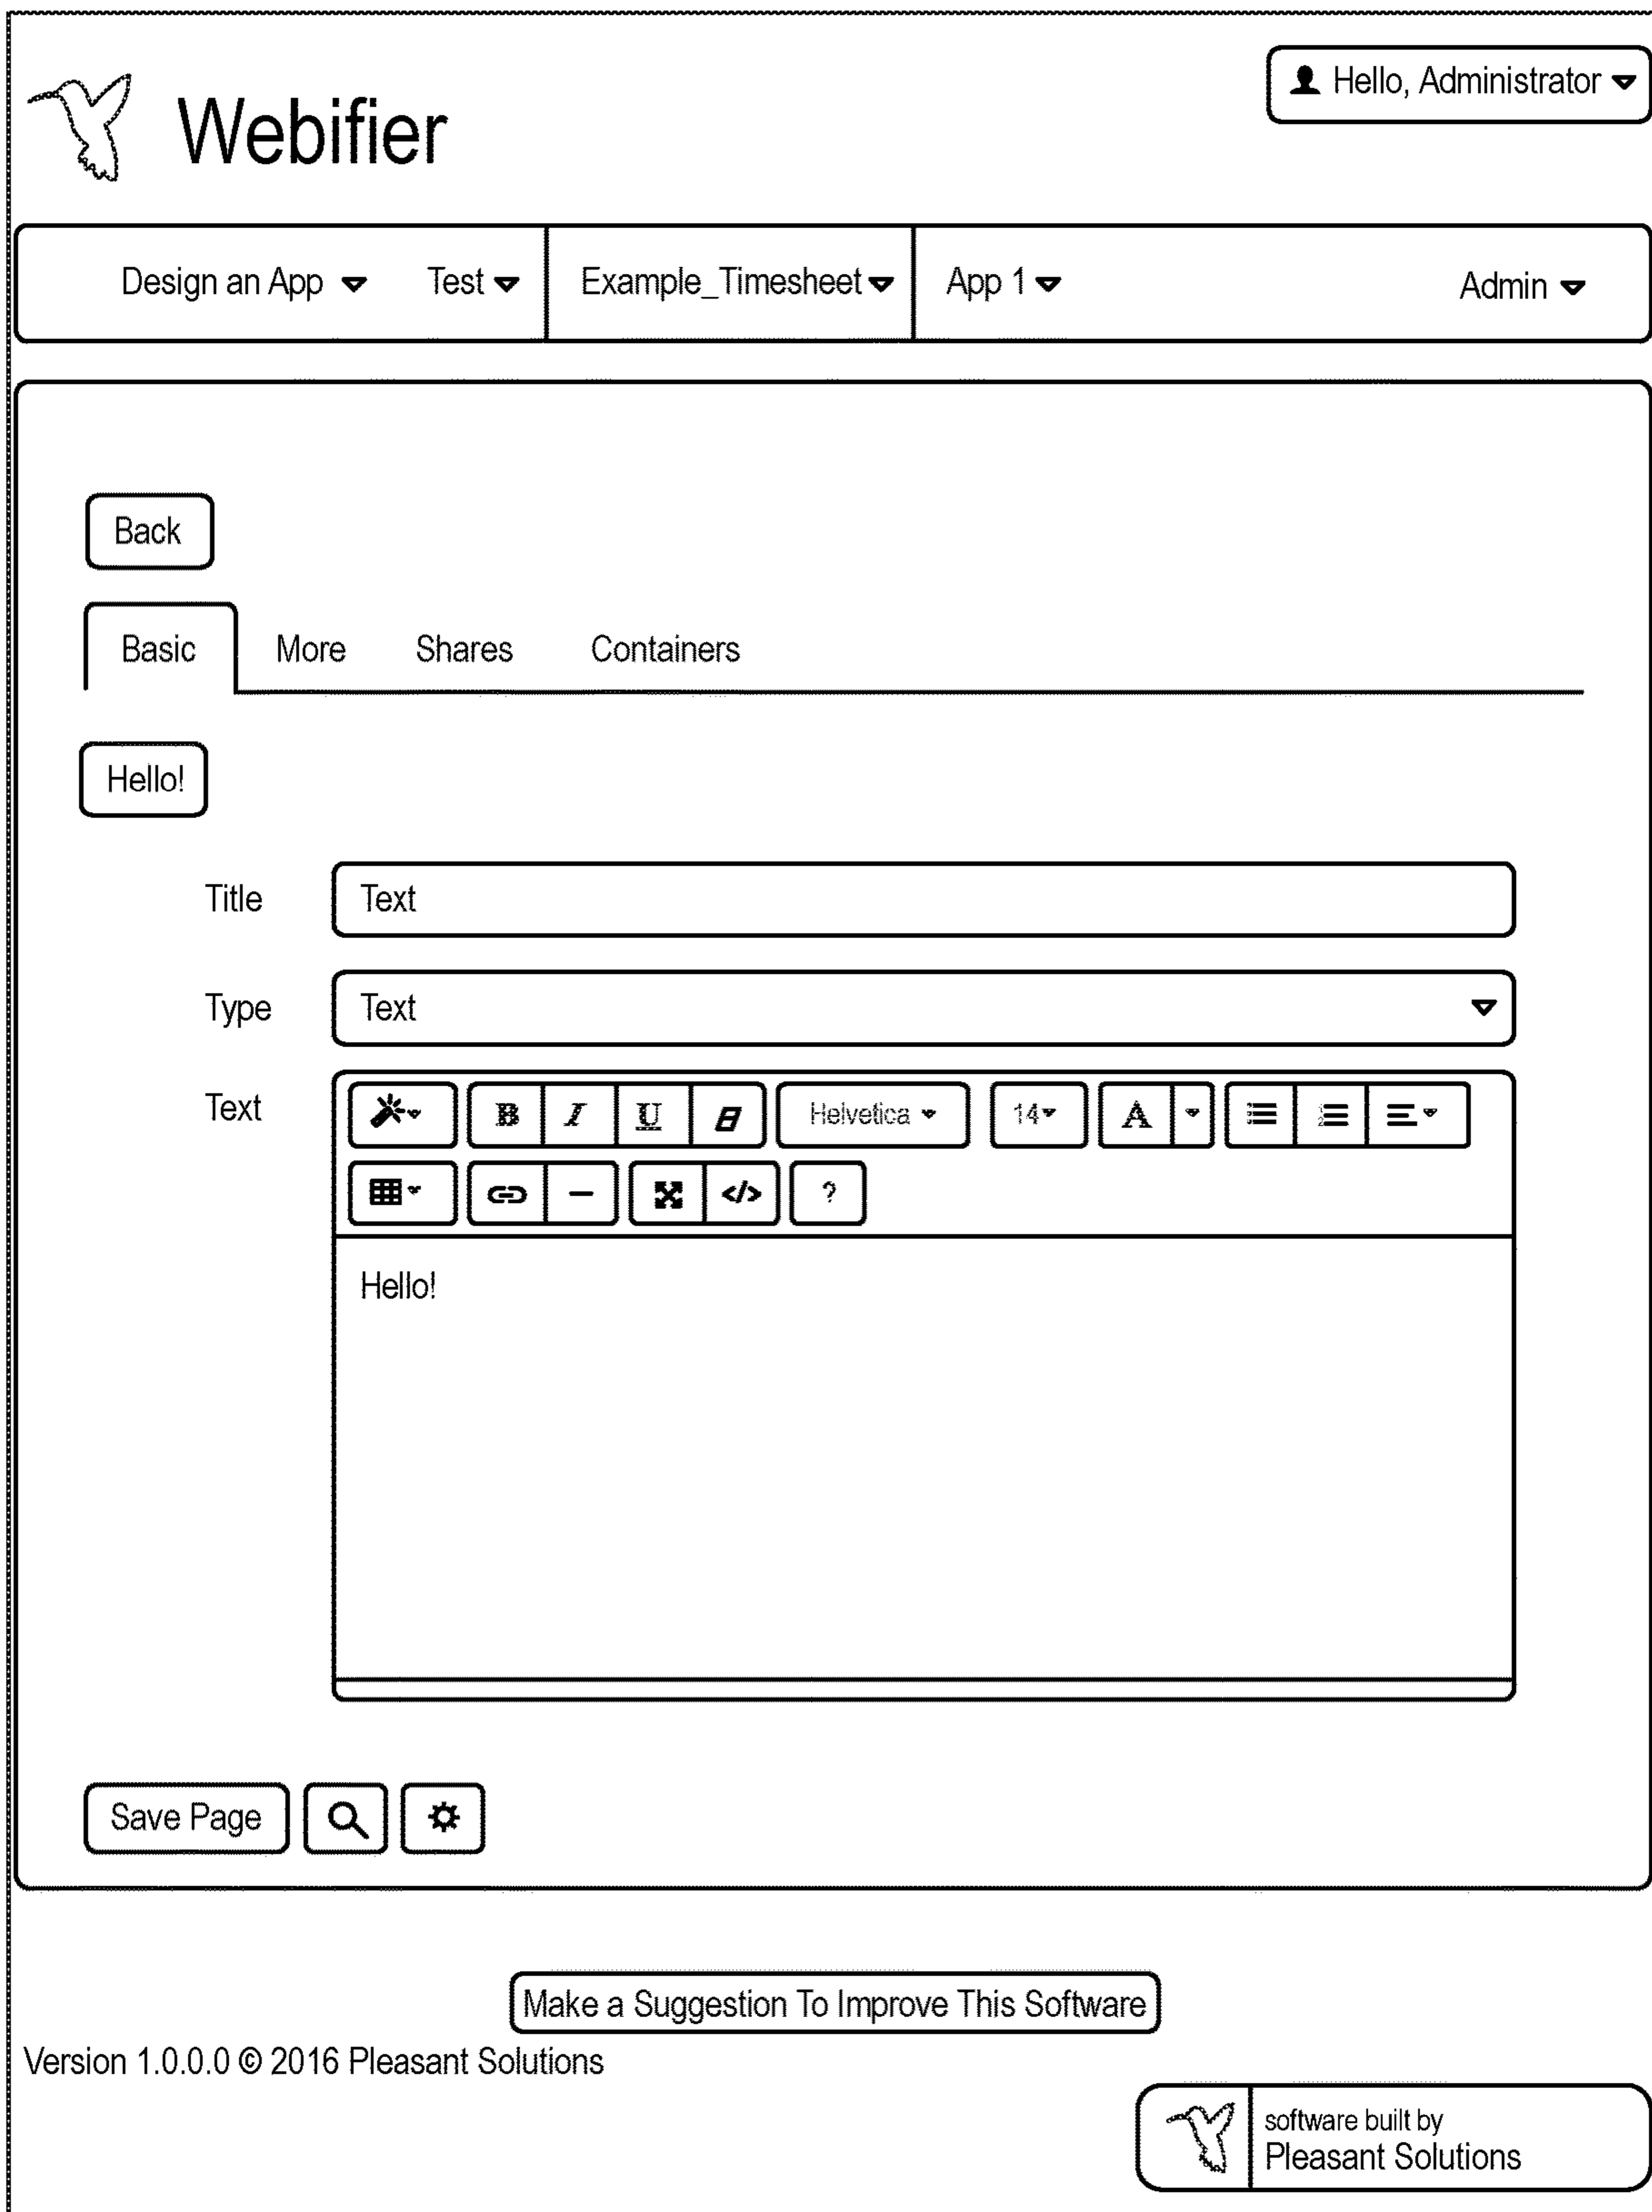 Hello, Administrator
Webifier
Design an App Test Example_Timesheet App 1 Admin
Back
Basic More Shares Containers
Hello!
Title Text
Type Text
Text B I U Helvetica 14 A
</> ?
Hello!
Save Page
Make a Suggestion To Improve This Software
Version 1.0.0.0 © 2016 Pleasant Solutions
software built by
Pleasant Solutions